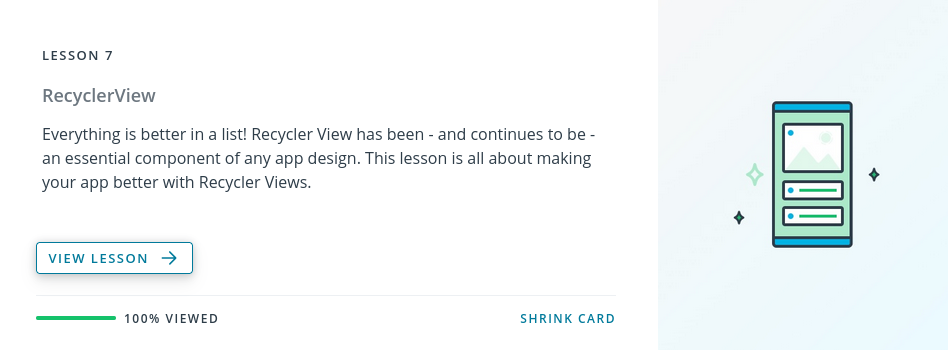 LESSON 7
RecyclerView
Everything is better in a list! Recycler View has been - and continues to be -
an essential component of any app design. This lesson is all about making
your app better with Recycler Views.
VIEW LESSON
100% VIEWED
SHRINK CARD